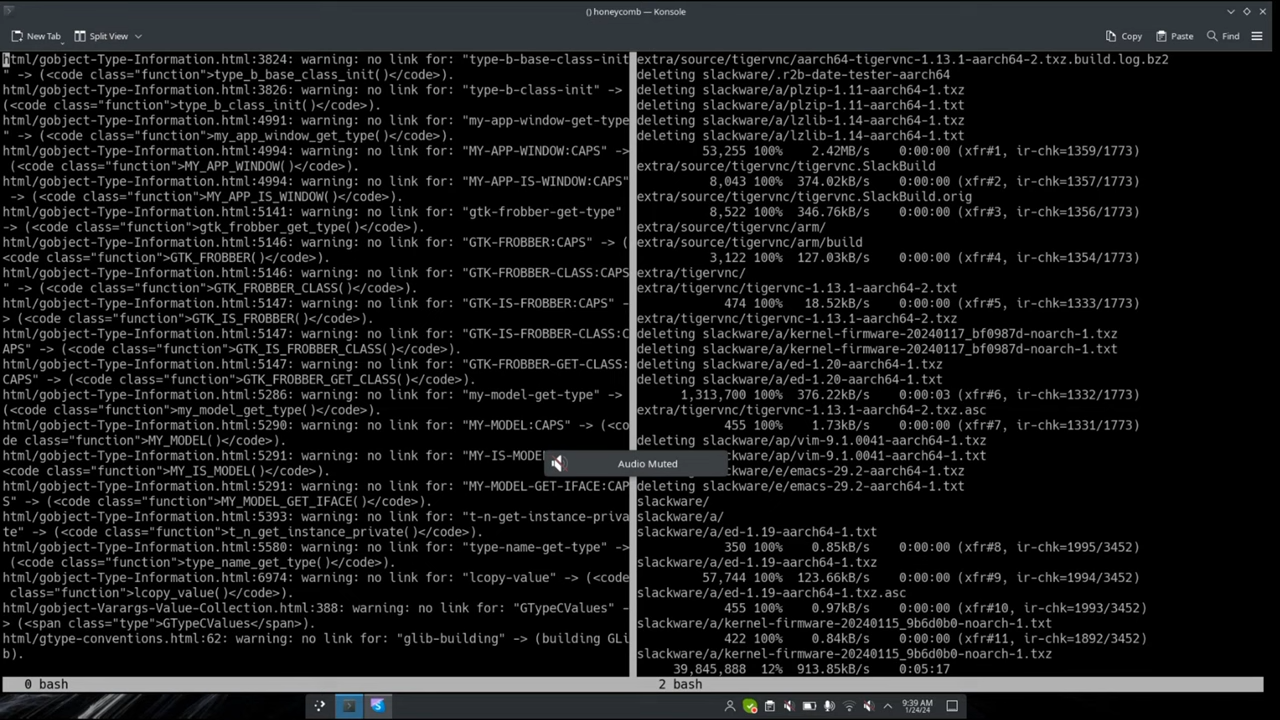 () honeycomb — Konsole
New Tab
Split View
Copy
Paste
Find
html/gobject-Type-Information.html:3824: warning: no link for: "type-b-base-class-init
" -> (<code class="function">type_b_base_class_init()</code>).
html/gobject-Type-Information.html:3826: warning: no link for: "type-b-class-init" ->
(<code class="function">type_b_class_init()</code>).
html/gobject-Type-Information.html:4991: warning: no link for: "my-app-window-get-type
" -> (<code class="function">my_app_window_get_type()</code>).
html/gobject-Type-Information.html:4994: warning: no link for: "MY-APP-WINDOW:CAPS" ->
(<code class="function">MY_APP_WINDOW()</code>).
html/gobject-Type-Information.html:4994: warning: no link for: "MY-APP-IS-WINDOW:CAPS"
-> (<code class="function">MY_APP_IS_WINDOW()</code>).
html/gobject-Type-Information.html:5141: warning: no link for: "gtk-frobber-get-type"
-> (<code class="function">gtk_frobber_get_type()</code>).
html/gobject-Type-Information.html:5146: warning: no link for: "GTK-FROBBER:CAPS" -> (
<code class="function">GTK_FROBBER()</code>).
html/gobject-Type-Information.html:5146: warning: no link for: "GTK-FROBBER-CLASS:CAPS
" -> (<code class="function">GTK_FROBBER_CLASS()</code>).
html/gobject-Type-Information.html:5147: warning: no link for: "GTK-IS-FROBBER:CAPS" -
> (<code class="function">GTK_IS_FROBBER()</code>).
html/gobject-Type-Information.html:5147: warning: no link for: "GTK-IS-FROBBER-CLASS:C
APS" -> (<code class="function">GTK_IS_FROBBER_CLASS()</code>).
html/gobject-Type-Information.html:5147: warning: no link for: "GTK-FROBBER-GET-CLASS:
CAPS" -> (<code class="function">GTK_FROBBER_GET_CLASS()</code>).
html/gobject-Type-Information.html:5286: warning: no link for: "my-model-get-type" ->
(<code class="function">my_model_get_type()</code>).
html/gobject-Type-Information.html:5290: warning: no link for: "MY-MODEL:CAPS" -> (<co
de class="function">MY_MODEL()</code>).
html/gobject-Type-Information.html:5291: warning: no link for: "MY-IS-MODEL
(<code class="function">MY_IS_MODEL()</code>).
html/gobject-Type-Information.html:5291: warning: no link for: "MY-MODEL-GET-IFACE:CAP
S" -> (<code class="function">MY_MODEL_GET_IFACE()</code>).
html/gobject-Type-Information.html:5393: warning: no link for: "t-n-get-instance-priva
te" -> (<code class="function">t_n_get_instance_private()</code>).
html/gobject-Type-Information.html:5580: warning: no link for: "type-name-get-type" ->
(<code class="function">type_name_get_type()</code>).
html/gobject-Type-Information.html:6974: warning: no link for: "lcopy-value" -> (<code
class="function">lcopy_value()</code>).
html/gobject-Varargs-Value-Collection.html:388: warning: no link for: "GTypeCValues" -
> (<span class="type">GTypeCValues</span>).
html/gtype-conventions.html:62: warning: no link for: "glib-building" -> (building GLi
b).
extra/source/tigervnc/aarch64-tigervnc-1.13.1-aarch64-2.txz.build.log.bz2
deleting slackware/.r2b-date-tester-aarch64
deleting slackware/a/plzip-1.11-aarch64-1.txz
deleting slackware/a/plzip-1.11-aarch64-1.txt
deleting slackware/a/lzlib-1.14-aarch64-1.txz
deleting slackware/a/lzlib-1.14-aarch64-1.txt
53,255 100% 2.42MB/s 0:00:00 (xfr#1, ir-chk=1359/1773)
extra/source/tigervnc/tigervnc.SlackBuild
8,043 100% 374.02kB/s 0:00:00 (xfr#2, ir-chk=1357/1773)
extra/source/tigervnc/tigervnc.SlackBuild.orig
8,522 100% 346.76kB/s 0:00:00 (xfr#3, ir-chk=1356/1773)
extra/source/tigervnc/arm/
extra/source/tigervnc/arm/build
3,122 100% 127.03kB/s 0:00:00 (xfr#4, ir-chk=1354/1773)
extra/tigervnc/
extra/tigervnc/tigervnc-1.13.1-aarch64-2.txt
474 100% 18.52kB/s 0:00:00 (xfr#5, ir-chk=1333/1773)
extra/tigervnc/tigervnc-1.13.1-aarch64-2.txz
deleting slackware/a/kernel-firmware-20240117_bf0987d-noarch-1.txz
deleting slackware/a/kernel-firmware-20240117_bf0987d-noarch-1.txt
deleting slackware/a/ed-1.20-aarch64-1.txz
deleting slackware/a/ed-1.20-aarch64-1.txt
1,313,700 100% 376.22kB/s 0:00:03 (xfr#6, ir-chk=1332/1773)
extra/tigervnc/tigervnc-1.13.1-aarch64-2.txz.asc
455 100% 1.73kB/s 0:00:00 (xfr#7, ir-chk=1331/1773)
deleting slackware/ap/vim-9.1.0041-aarch64-1.txz
deleting slackware/ap/vim-9.1.0041-aarch64-1.txt
deleting slackware/e/emacs-29.2-aarch64-1.txz
deleting slackware/e/emacs-29.2-aarch64-1.txt
slackware/
slackware/a/
slackware/a/ed-1.19-aarch64-1.txt
350 100% 0.85kB/s 0:00:00 (xfr#8, ir-chk=1995/3452)
slackware/a/ed-1.19-aarch64-1.txz
57,744 100% 123.66kB/s 0:00:00 (xfr#9, ir-chk=1994/3452)
slackware/a/ed-1.19-aarch64-1.txz.asc
455 100% 0.97kB/s 0:00:00 (xfr#10, ir-chk=1993/3452)
slackware/a/kernel-firmware-20240115_9b6d0b0-noarch-1.txt
422 100% 0.84kB/s 0:00:00 (xfr#11, ir-chk=1892/3452)
slackware/a/kernel-firmware-20240115_9b6d0b0-noarch-1.txz
39,845,888 12% 913.85kB/s 0:05:17
Audio Muted
0 bash
2 bash
9:39 AM
1/24/24